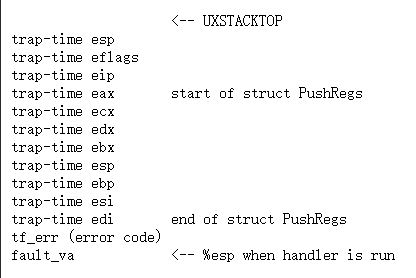 <-- UXSTACKTOP
trap-time esp
trap-time eflags
trap-time eip
trap-time eax       start of struct PushRegs
trap-time ecx
trap-time edx
trap-time ebx
trap-time esp
trap-time ebp
trap-time esi
trap-time edi       end of struct PushRegs
tf_err (error code)
fault_va            <-- %esp when handler is run